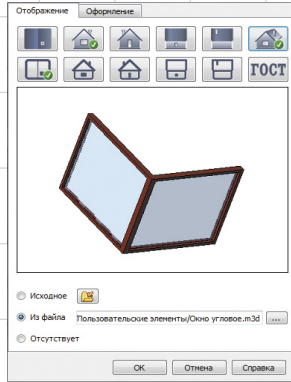 Отображение Оформление
ГОСТ
Исходное
Из файла Пользовательские элементы/Окно угловое.m3d ...
Отсутствует
OK Отмена Справка